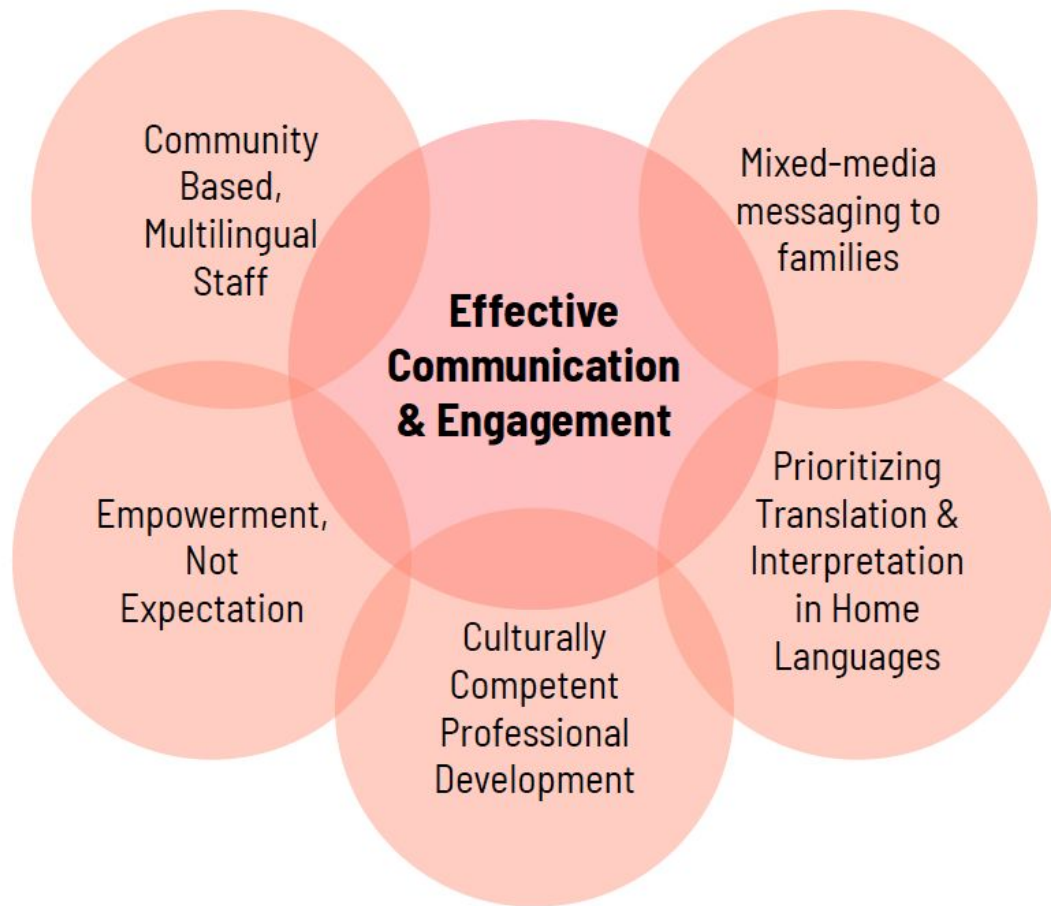 Community
Based,
Multilingual
Staff
Mixed-media
messaging to
families
Effective
Communication
& Engagement
Empowerment,
Not
Expectation
Prioritizing
Translation &
Interpretation
in Home
Languages
Culturally
Competent
Professional
Development